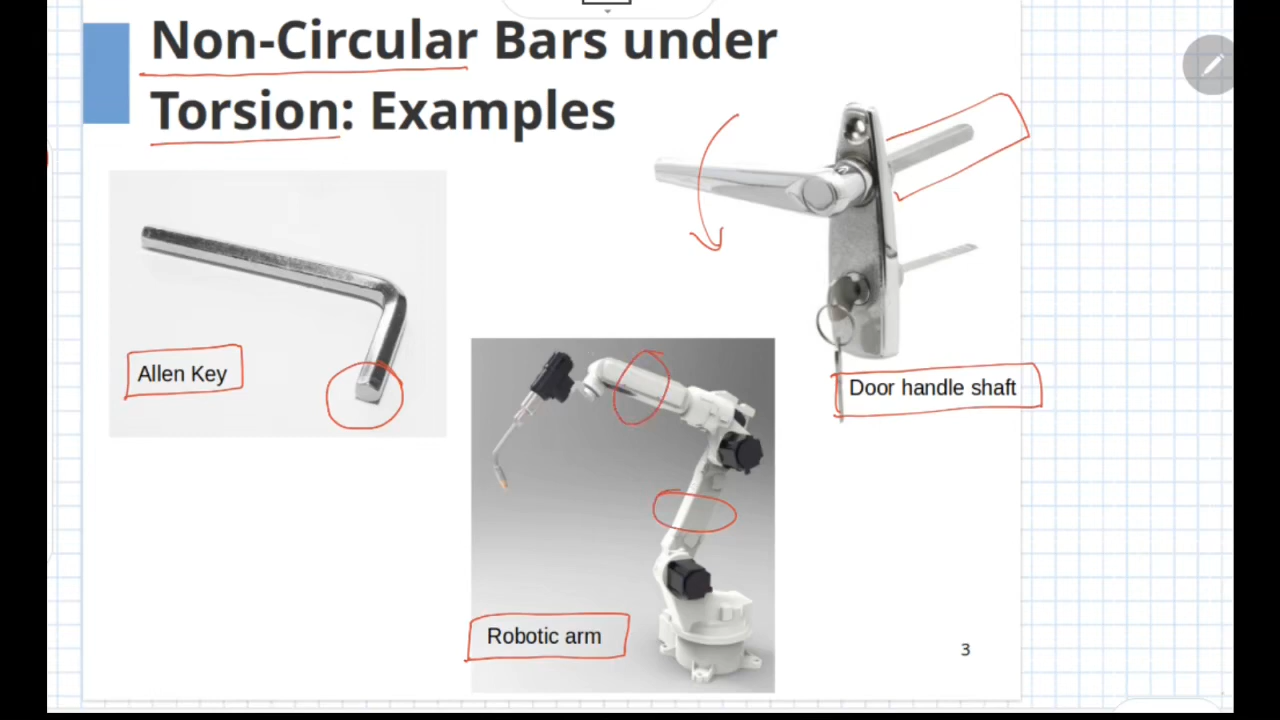 Non-Circular Bars under
Torsion: Examples
Allen Key
Door handle shaft
Robotic arm
3